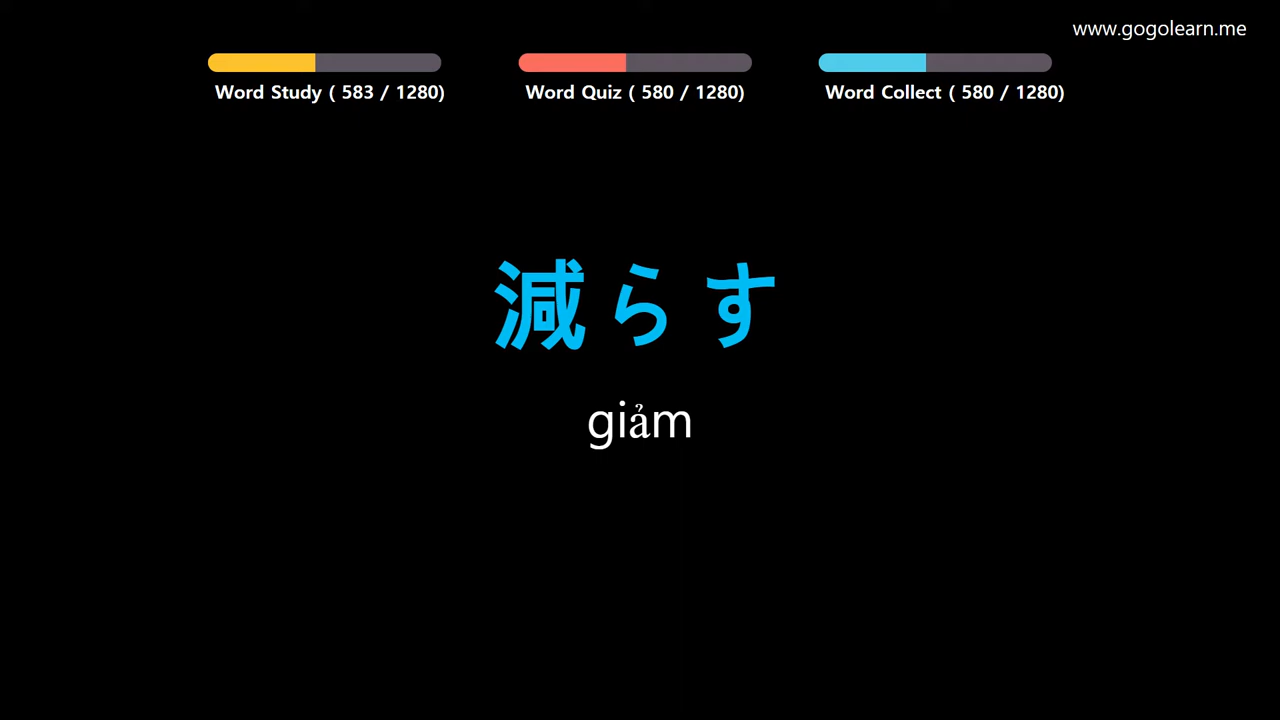 www.gogolearn.me
Word Study ( 583 / 1280)
Word Quiz ( 580 / 1280)
Word Collect ( 580 / 1280)
減らす
giảm